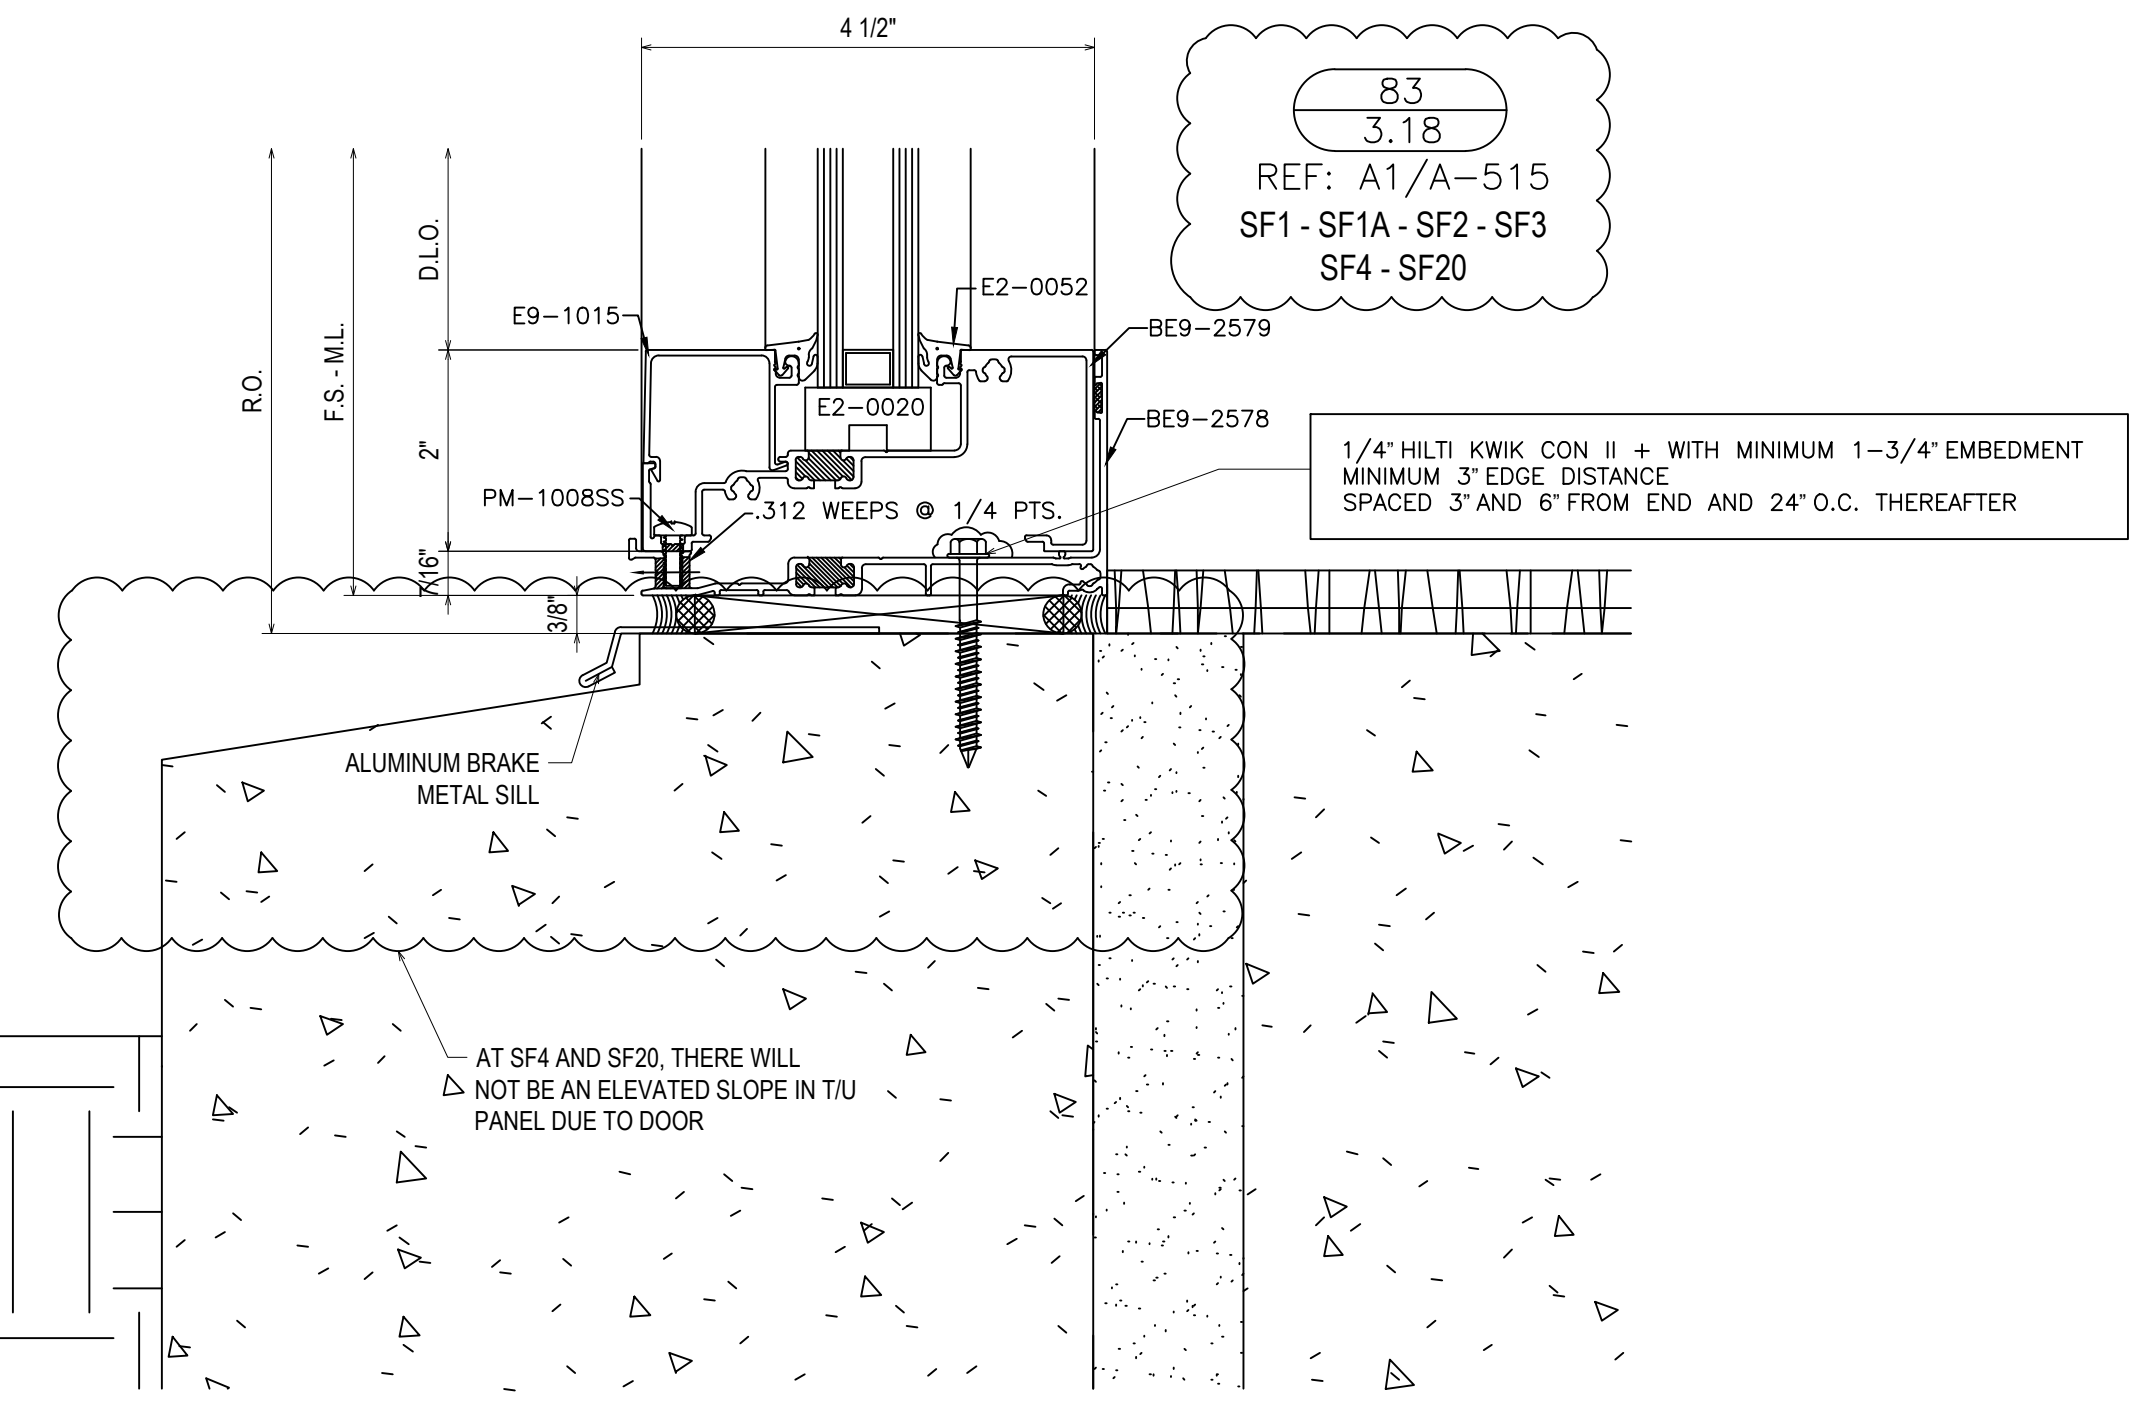 4 1/2"
83
3.18
REF: A1/A-515
SF1 - SF1A - SF2 - SF3
SF4 - SF20
D.L.O.
F.S. - M.L.
R.O.
2"
7/16"
3/8"
E9-1015
E2-0052
BE9-2579
E2-0020
BE9-2578
PM-1008SS
.312 WEEPS @ 1/4 PTS.
1/4" HILTI KWIK CON II + WITH MINIMUM 1-3/4" EMBEDMENT
MINIMUM 3" EDGE DISTANCE
SPACED 3" AND 6" FROM END AND 24" O.C. THEREAFTER
ALUMINUM BRAKE
METAL SILL
AT SF4 AND SF20, THERE WILL
NOT BE AN ELEVATED SLOPE IN T/U
PANEL DUE TO DOOR